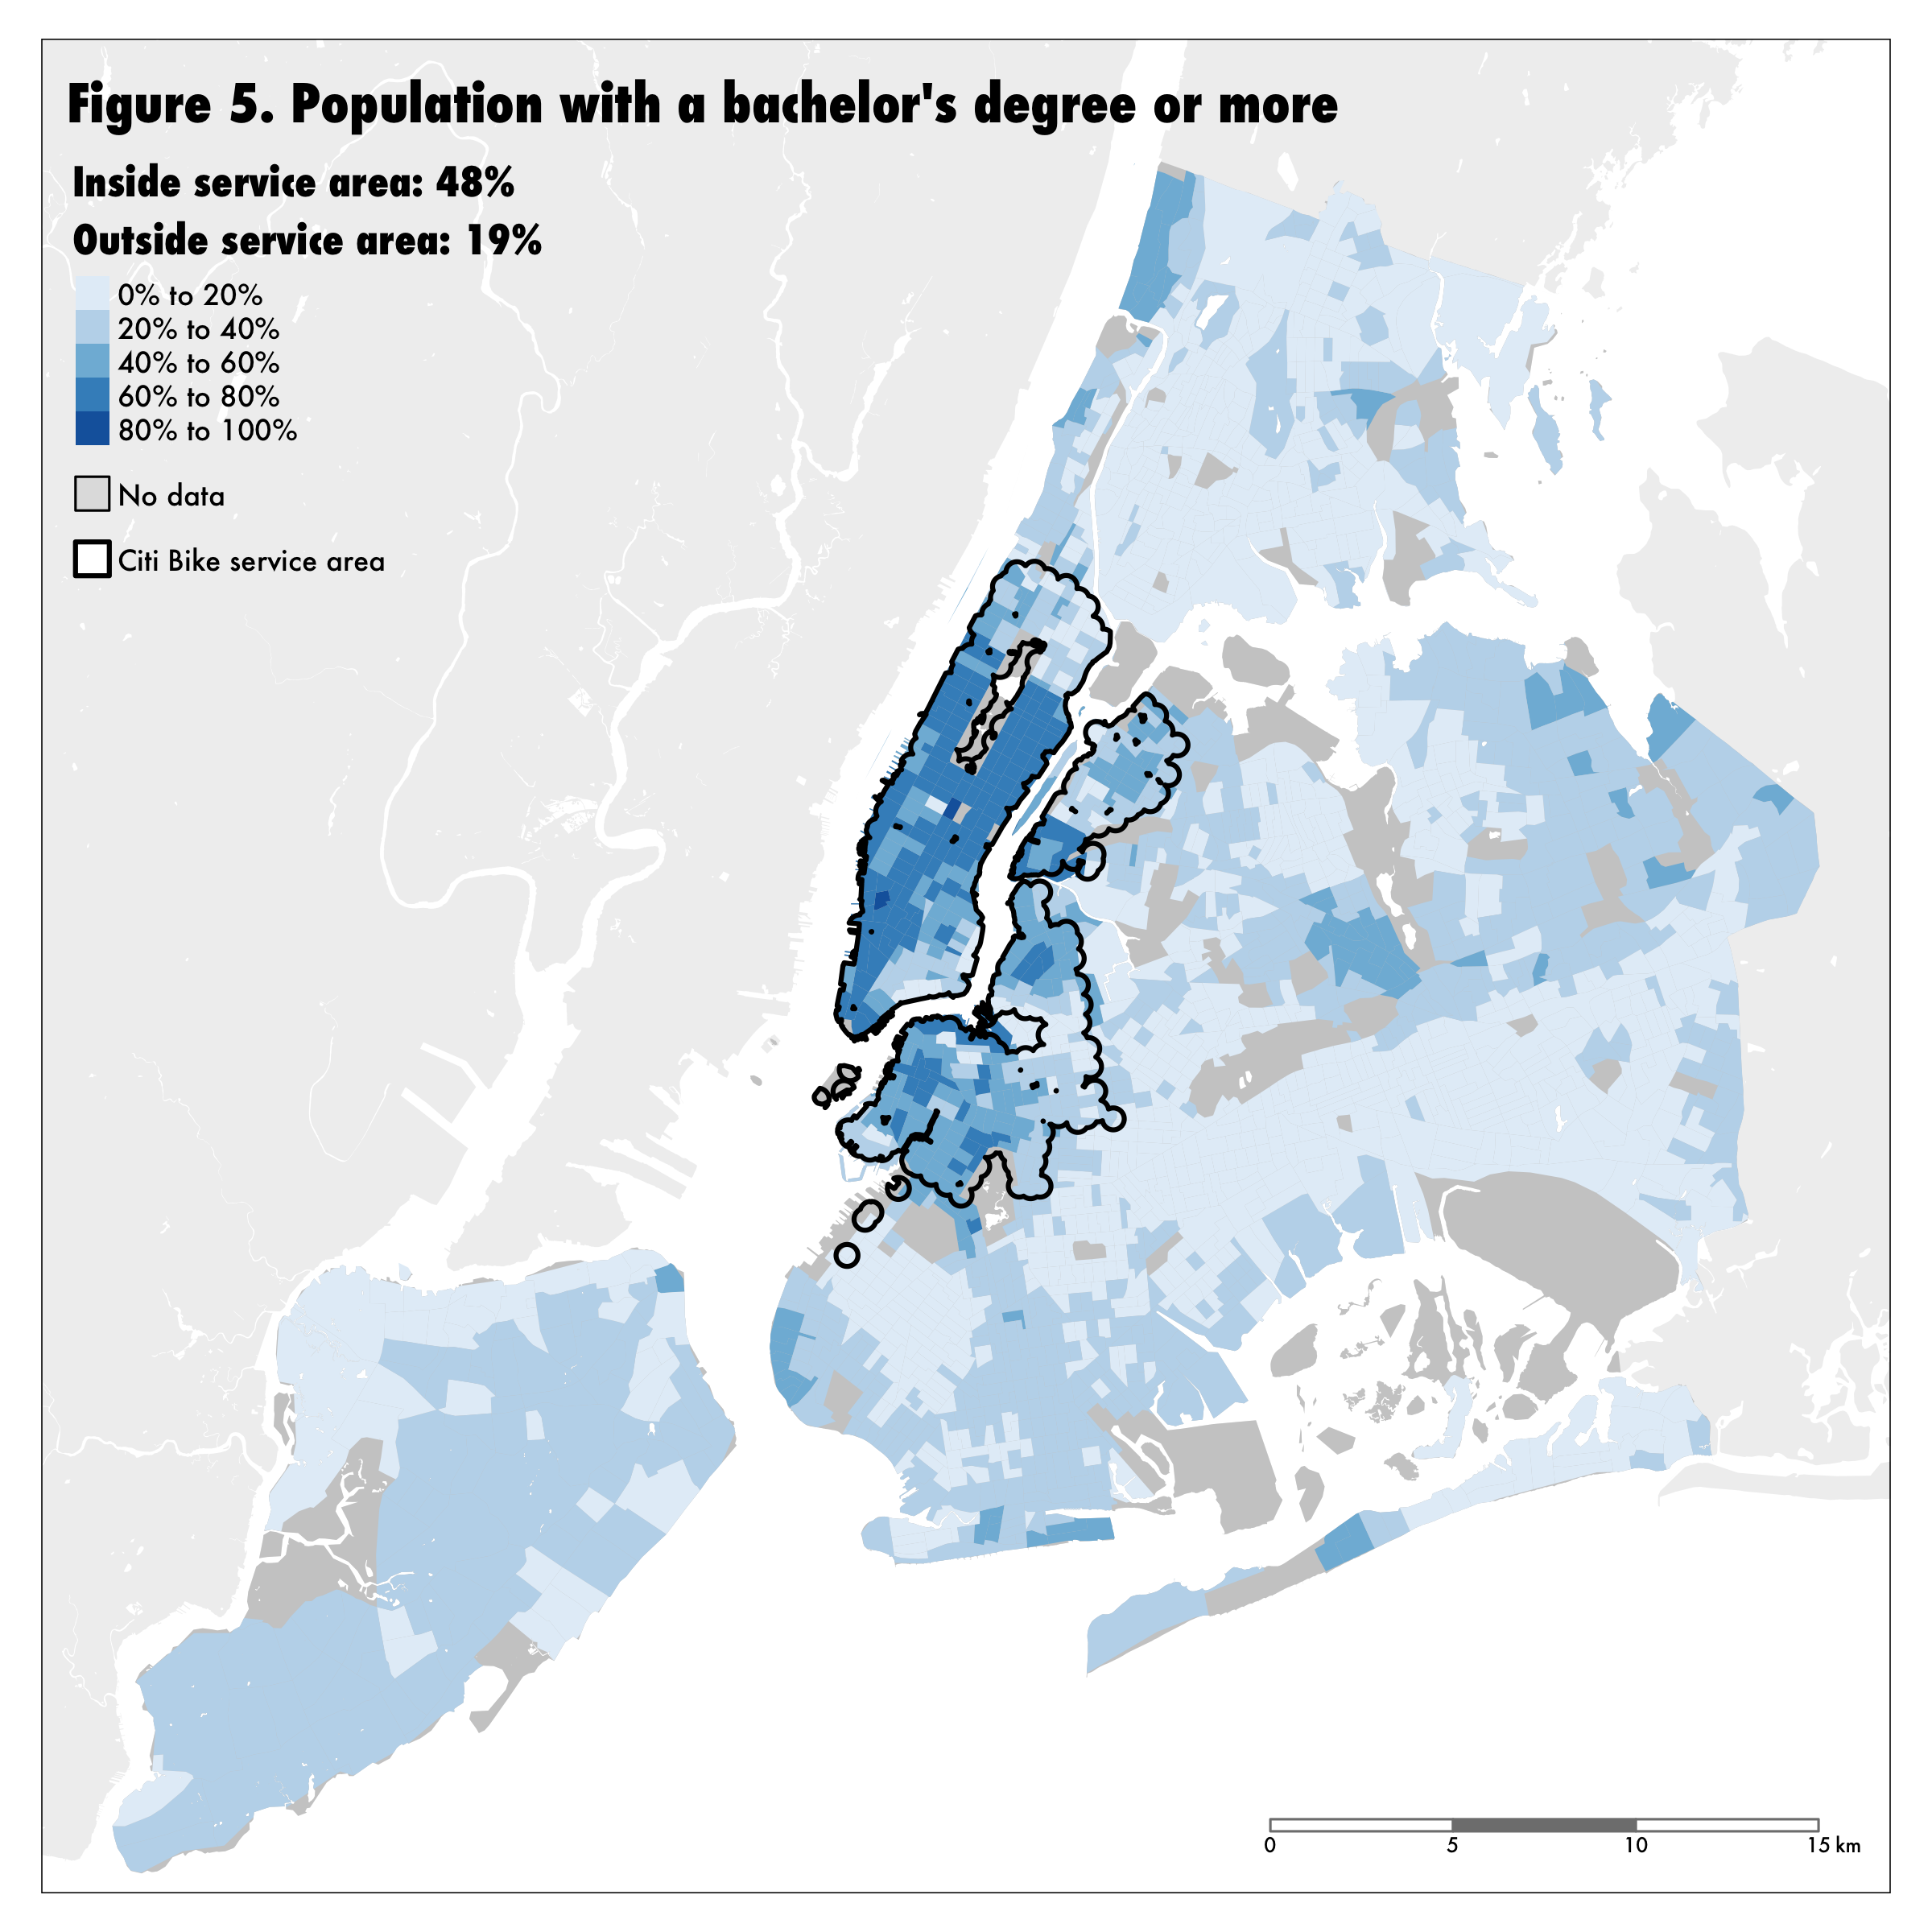 Figure 5. Population with a bachelor's degree or more
Inside service area: 48%
Outside service area: 19%
0% to 20%
20% to 40%
40% to 60%
60% to 80%
80% to 100%
No data
Citi Bike service area
0 5 10 15 km